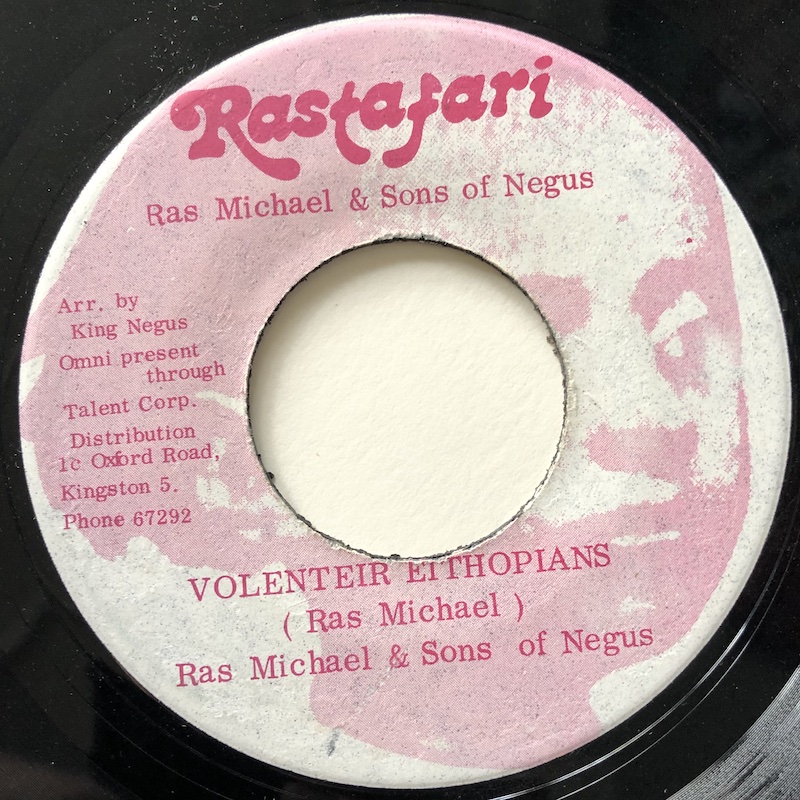 Rastafari
Ras Michael & Sons of Negus
Arr. by
King Negus
Omni present
through
Talent Corp.
Distribution
1c Oxford Road,
Kingston 5.
Phone 67292
VOLENTEIR EITHOPIANS
( Ras Michael )
Ras Michael & Sons of Negus